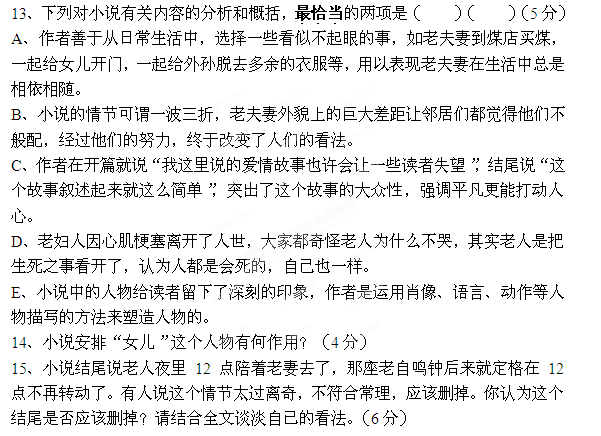 13、下列对小说有关内容的分析和概括，最恰当的两项是（　　）（　　）（5 分）
A、作者善于从日常生活中，选择一些看似不起眼的事，如老夫妻到煤店买煤，
一起给女儿开门，一起给外孙脱去多余的衣服等，用以表现老夫妻在生活中总是
相依相随。
B、小说的情节可谓一波三折，老夫妻外貌上的巨大差距让邻居们都觉得他们不
般配，经过他们的努力，终于改变了人们的看法。
C、作者在开篇就说“我这里说的爱情故事也许会让一些读者失望”，结尾说“这
个故事叙述起来就这么简单”，突出了这个故事的大众性，强调平凡更能打动人
心。
D、老妇人因心肌梗塞离开了人世，大家都奇怪老人为什么不哭，其实老人是把
生死之事看开了，认为人都是会死的，自己也一样。
E、小说中的人物给读者留下了深刻的印象，作者是运用肖像、语言、动作等人
物描写的方法来塑造人物的。
14、小说安排“女儿”这个人物有何作用？（4 分）
15、小说结尾说老人夜里 12 点陪着老妻去了，那座老自鸣钟后来就定格在 12
点不再转动了。有人说这个情节太过离奇，不符合常理，应该删掉。你认为这个
结尾是否应该删掉？请结合全文谈谈自己的看法。（6 分）